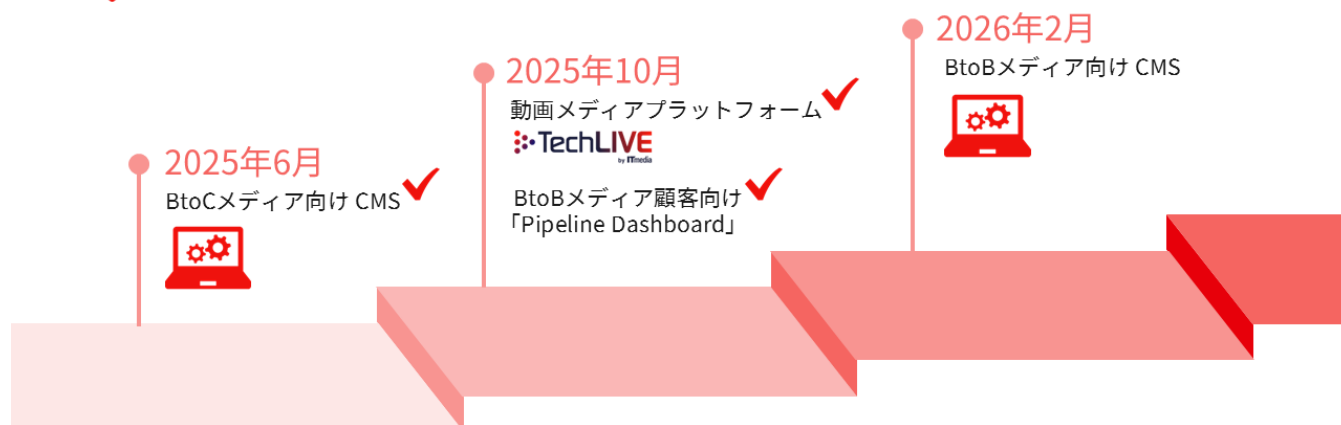 2025年6月
BtoCメディア向け CMS
2025年10月
動画メディアプラットフォーム
TechLIVE
by ITmedia
BtoBメディア顧客向け
「Pipeline Dashboard」
2026年2月
BtoBメディア向け CMS